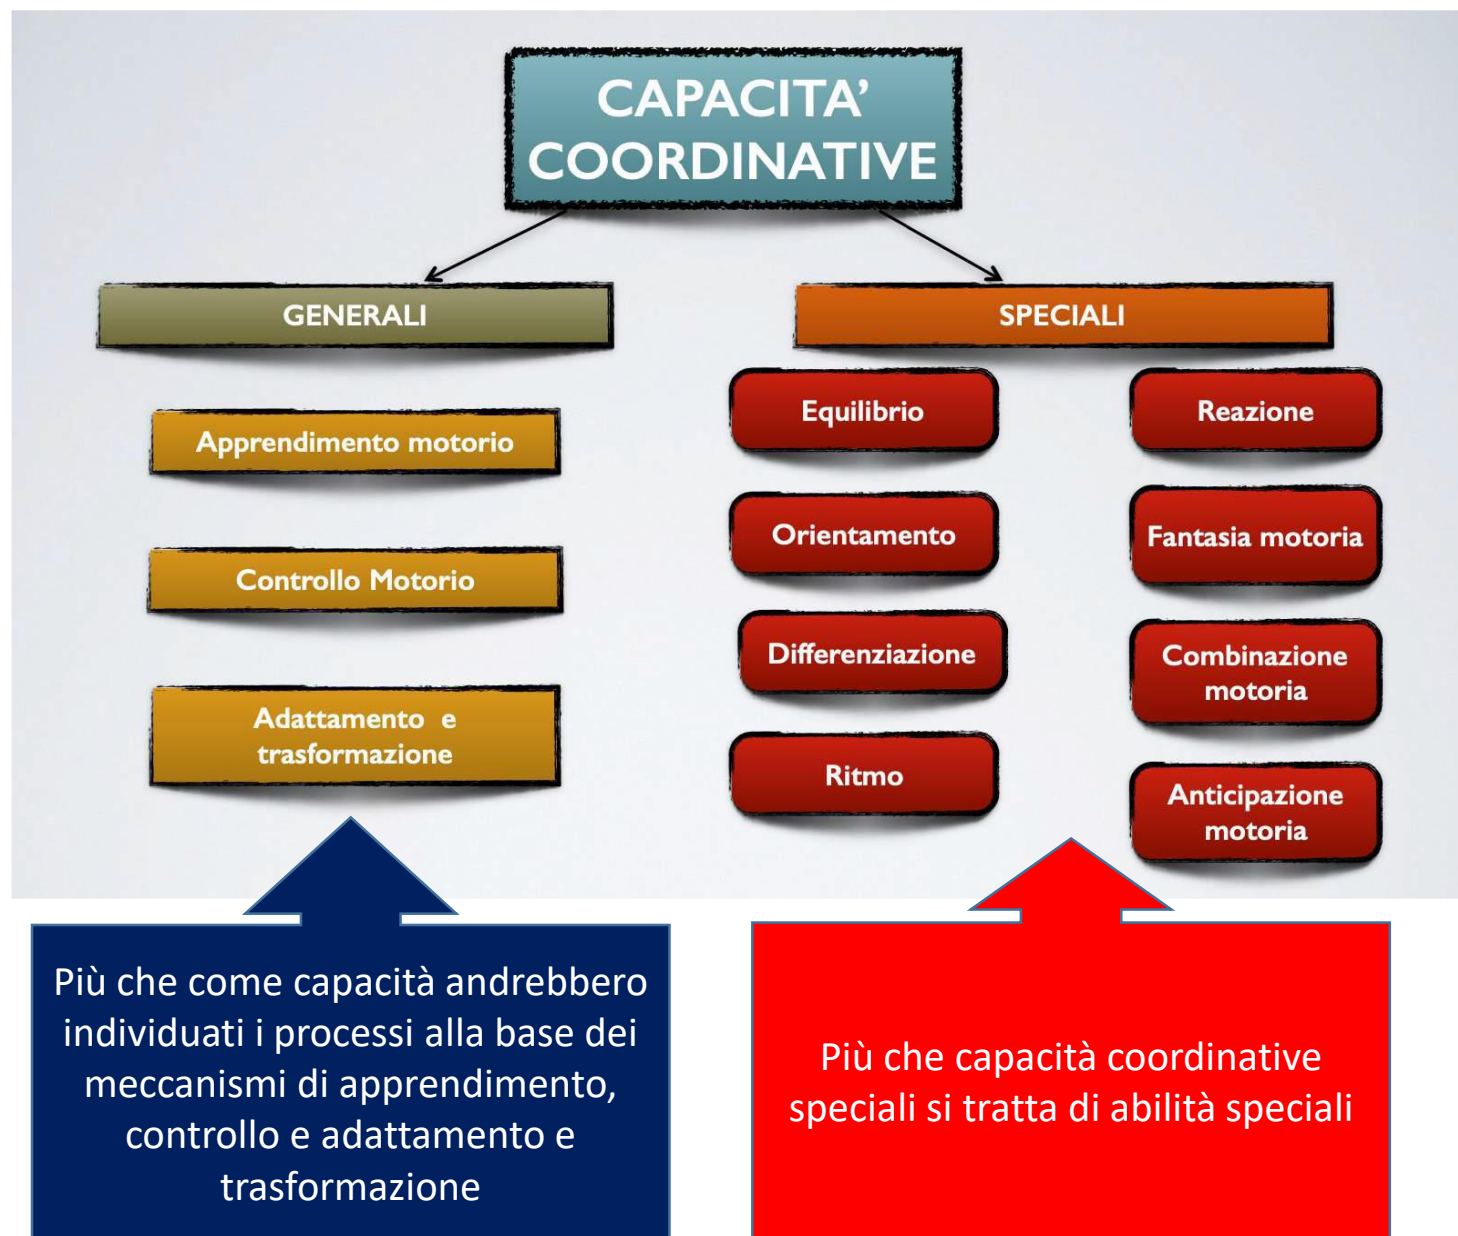 CAPACITA’
COORDINATIVE
GENERALI
Apprendimento motorio
Controllo Motorio
Adattamento e
trasformazione
SPECIALI
Equilibrio
Orientamento
Differenziazione
Ritmo
Reazione
Fantasia motoria
Combinazione
motoria
Anticipazione
motoria
Più che come capacità andrebbero
individuati i processi alla base dei
meccanismi di apprendimento,
controllo e adattamento e
trasformazione
Più che capacità coordinative
speciali si tratta di abilità speciali